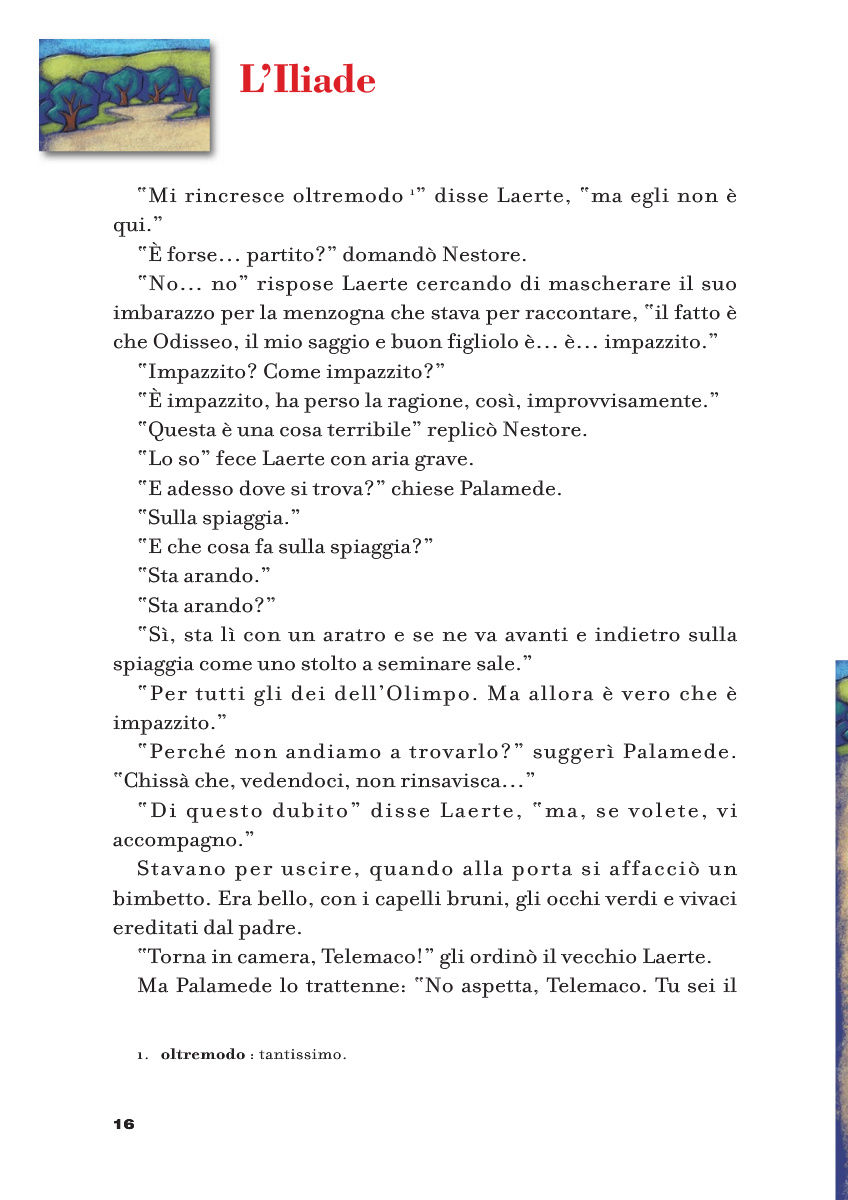 L'Iliade
"Mi rincresce oltremodo 1" disse Laerte, "ma egli non è
qui."
"È forse... partito?" domandò Nestore.
"No... no" rispose Laerte cercando di mascherare il suo
imbarazzo per la menzogna che stava per raccontare, "il fatto è
che Odisseo, il mio saggio e buon figliolo è... è... impazzito."
"Impazzito? Come impazzito?"
"È impazzito, ha perso la ragione, così, improvvisamente."
"Questa è una cosa terribile" replicò Nestore.
"Lo so" fece Laerte con aria grave.
"E adesso dove si trova?" chiese Palamede.
"Sulla spiaggia."
"E che cosa fa sulla spiaggia?"
"Sta arando."
"Sta arando?"
"Sì, sta lì con un aratro e se ne va avanti e indietro sulla
spiaggia come uno stolto a seminare sale."
"Per tutti gli dei dell'Olimpo. Ma allora è vero che è
impazzito."
"Perché non andiamo a trovarlo?" suggerì Palamede.
"Chissà che, vedendoci, non rinsavisca..."
"Di questo dubito" disse Laerte, "ma, se volete, vi
accompagno."
Stavano per uscire, quando alla porta si affacciò un
bimbetto. Era bello, con i capelli bruni, gli occhi verdi e vivaci
ereditati dal padre.
"Torna in camera, Telemaco!" gli ordinò il vecchio Laerte.
Ma Palamede lo trattenne: "No aspetta, Telemaco. Tu sei il
1. oltremodo : tantissimo.
16